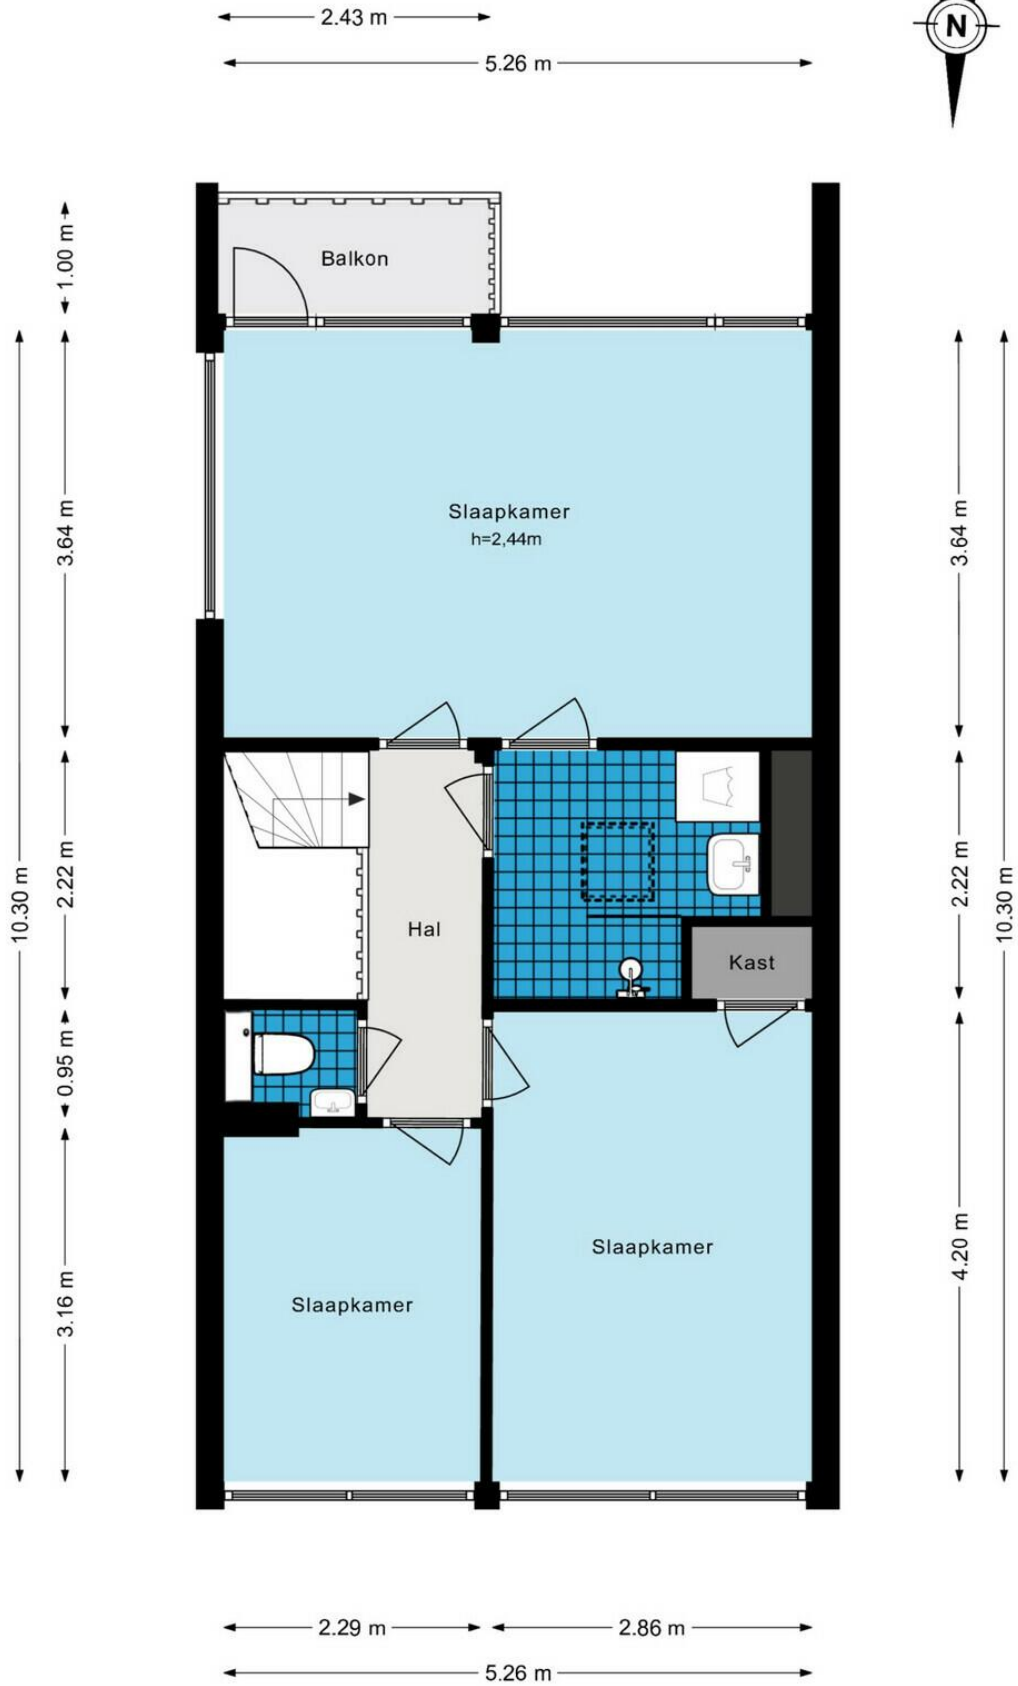 2.43 m
N
5.26 m
1.00 m
Balkon
3.64 m
3.64 m
Slaapkamer
h=2,44m
10.30 m
2.22 m
2.22 m
10.30 m
Hal
Kast
0.95 m
4.20 m
Slaapkamer
3.16 m
Slaapkamer
2.29 m
2.86 m
5.26 m